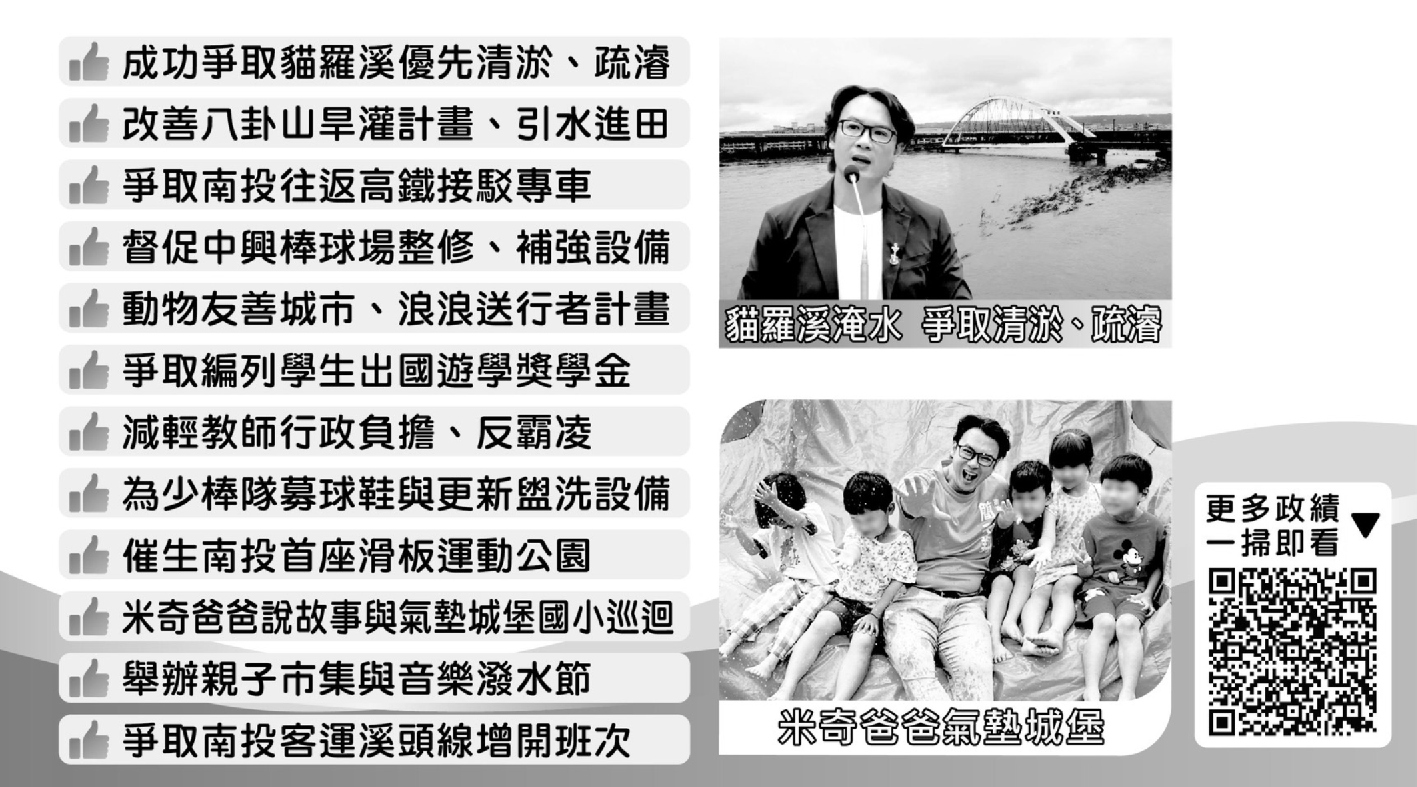 成功爭取貓羅溪優先清淤、疏濬
改善八卦山旱灌計畫、引水進田
爭取南投往返高鐵接駁專車
督促中興棒球場整修、補強設備
動物友善城市、浪浪送行者計畫
爭取編列學生出國遊學獎學金
減輕教師行政負擔、反霸凌
為少棒隊募球鞋與更新盥洗設備
催生南投首座滑板運動公園
米奇爸爸說故事與氣墊城堡國小巡迴
舉辦親子市集與音樂潑水節
爭取南投客運溪頭線增開班次
貓羅溪淹水 爭取清淤、疏濬
米奇爸爸氣墊城堡
更多政績
一掃即看